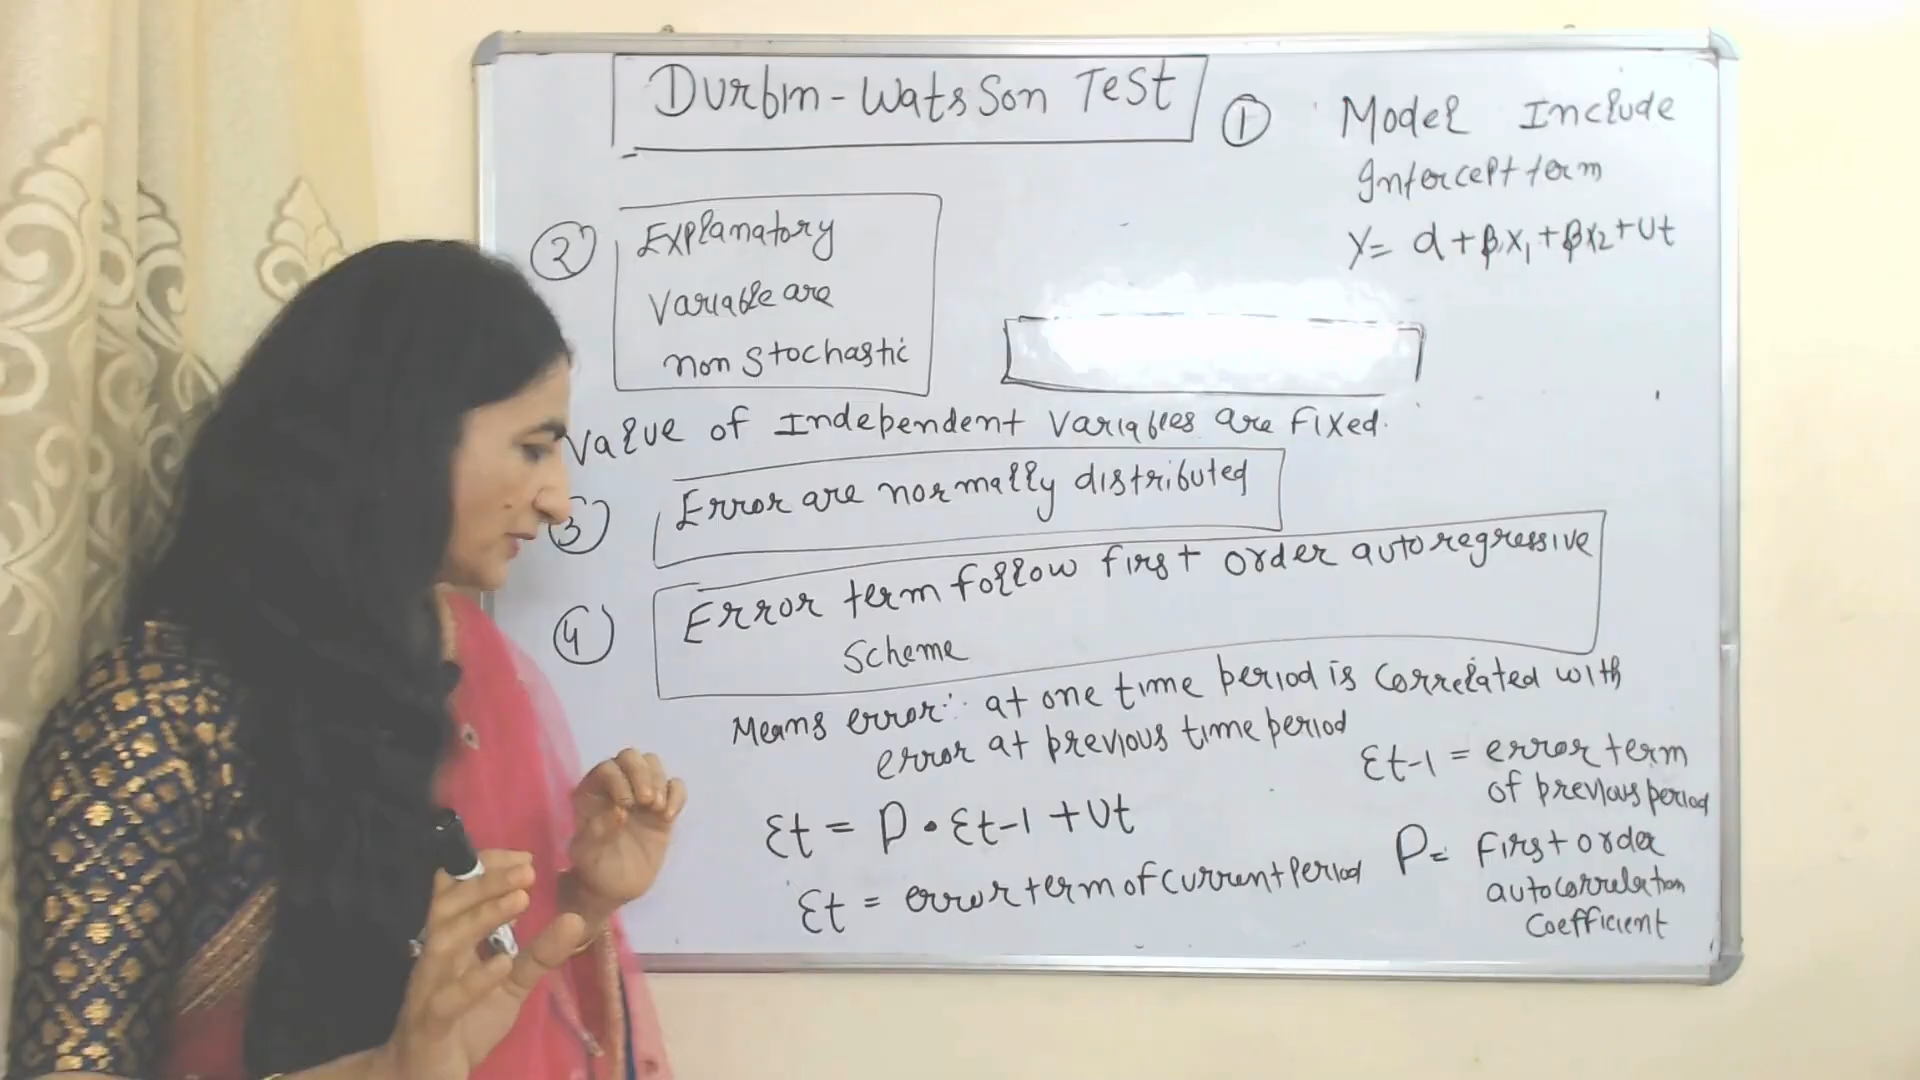 Durbin-Watsson Test
① Model Include
Intercept term
Y= α+βX₁+βX2+Ut
② Explanatory
Variable are
non stochastic
Value of Independent Variables are fixed.
③ Error are normally distributed
④ Error term follow first order autoregressive
Scheme
Means error at one time period is correlated with
error at previous time period
εt = P · εt-1 + Ut
εt = error term of current period
εt-1 = error term
of previous period
P = first order
autocorrelation
Coefficient